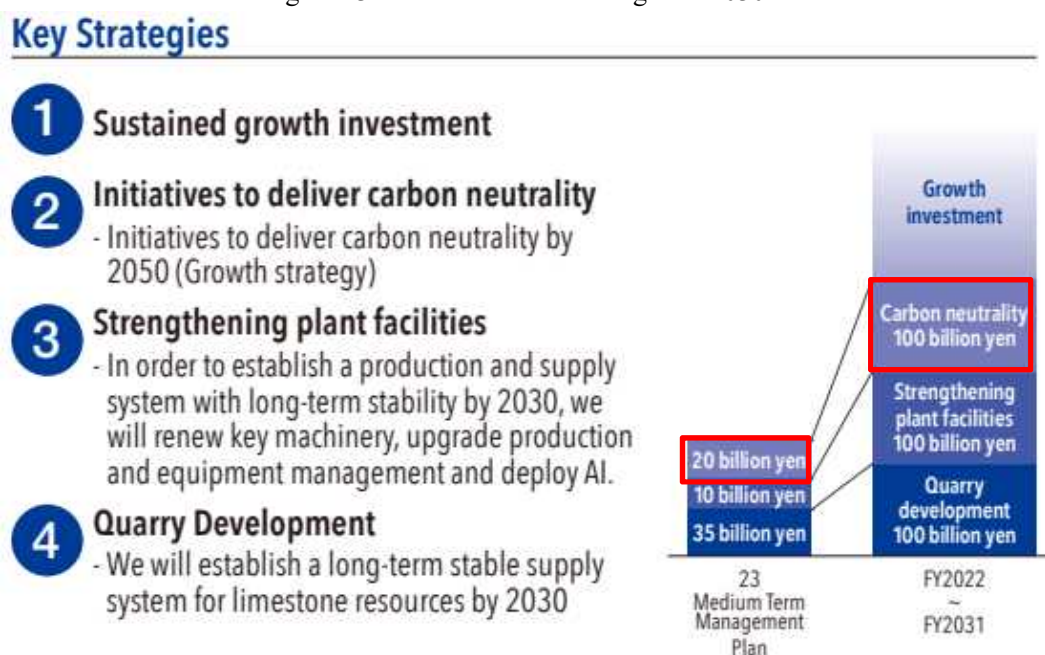 Key Strategies
1 Sustained growth investment
2 Initiatives to deliver carbon neutrality
- Initiatives to deliver carbon neutrality by
2050 (Growth strategy)
3 Strengthening plant facilities
- In order to establish a production and supply
system with long-term stability by 2030, we
will renew key machinery, upgrade production
and equipment management and deploy AI.
4 Quarry Development
- We will establish a long-term stable supply
system for limestone resources by 2030
Growth
investment
Carbon neutrality
100 billion yen
Strengthening
plant facilities
100 billion yen
Quarry
development
100 billion yen
20 billion yen
10 billion yen
35 billion yen
23
Medium Term
Management
Plan
FY2022
~
FY2031